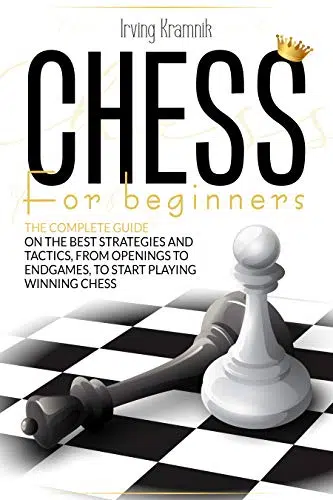 Irving Kramnik
CHESS
For beginners
THE COMPLETE GUIDE
ON THE BEST STRATEGIES AND
TACTICS, FROM OPENINGS TO
ENDGAMES, TO START PLAYING
WINNING CHESS